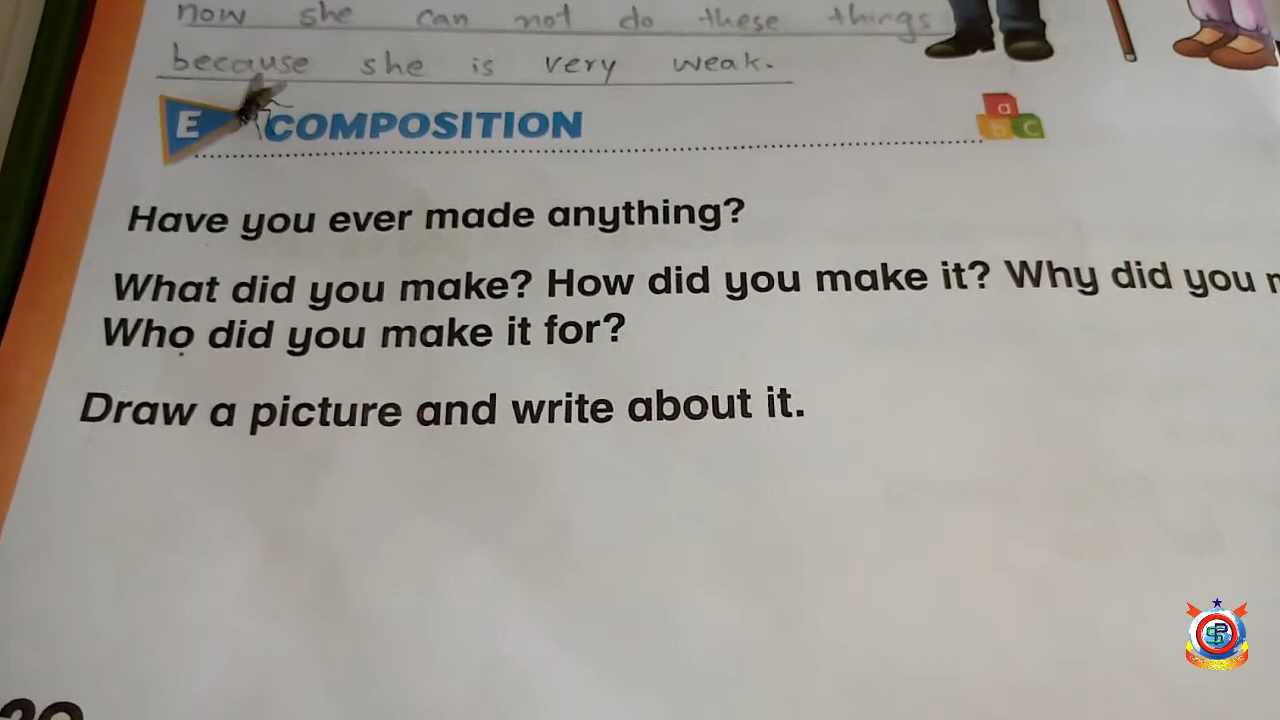 now she can not do these things
because she is very weak.
E COMPOSITION
a
b c
Have you ever made anything?
What did you make? How did you make it? Why did you
Who did you make it for?
Draw a picture and write about it.